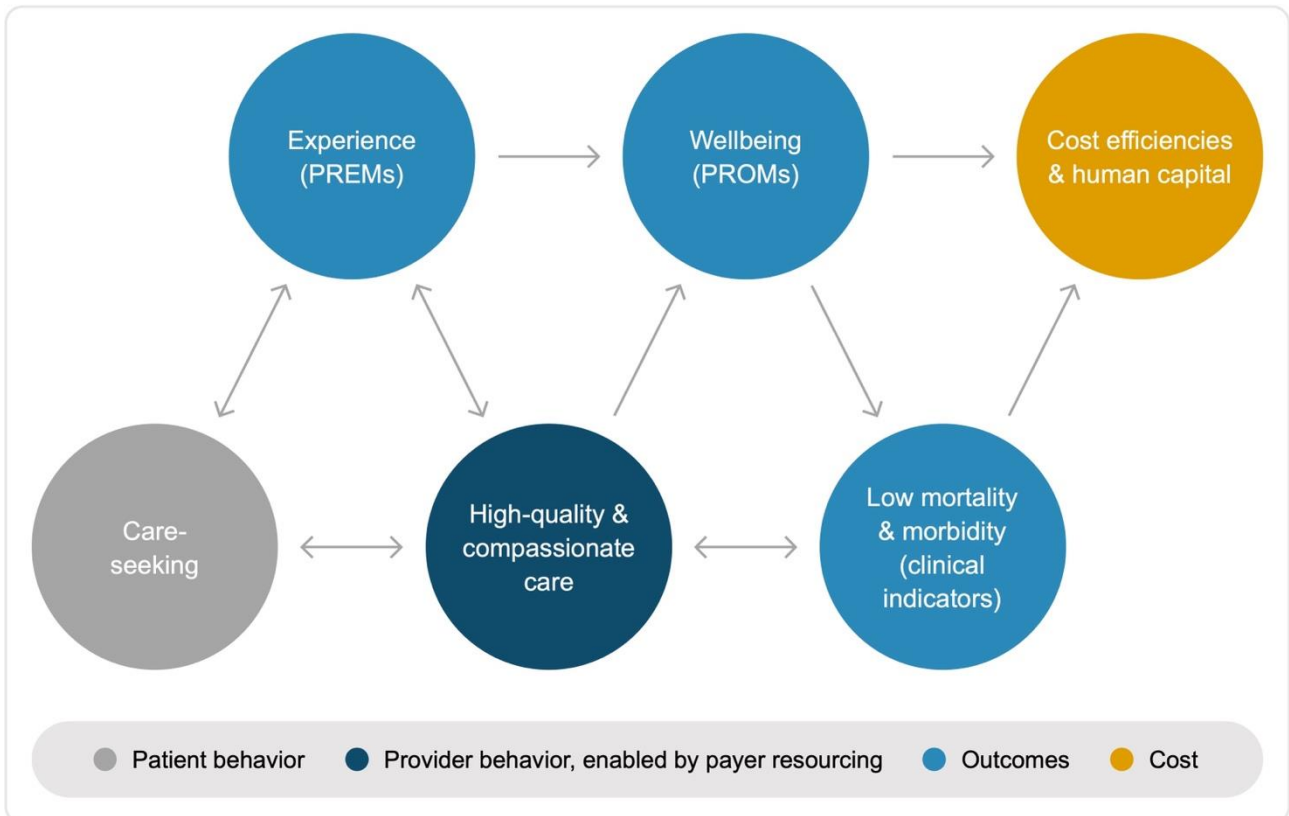 Experience
(PREMs)
Wellbeing
(PROMs)
Cost efficiencies
& human capital
Care-
seeking
High-quality &
compassionate
care
Low mortality
& morbidity
(clinical
indicators)
Patient behavior
Provider behavior, enabled by payer resourcing
Outcomes
Cost